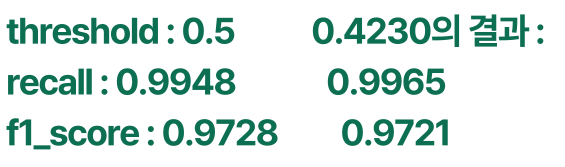 threshold : 0.5 0.4230의 결과 :
recall : 0.9948 0.9965
f1_score : 0.9728 0.9721